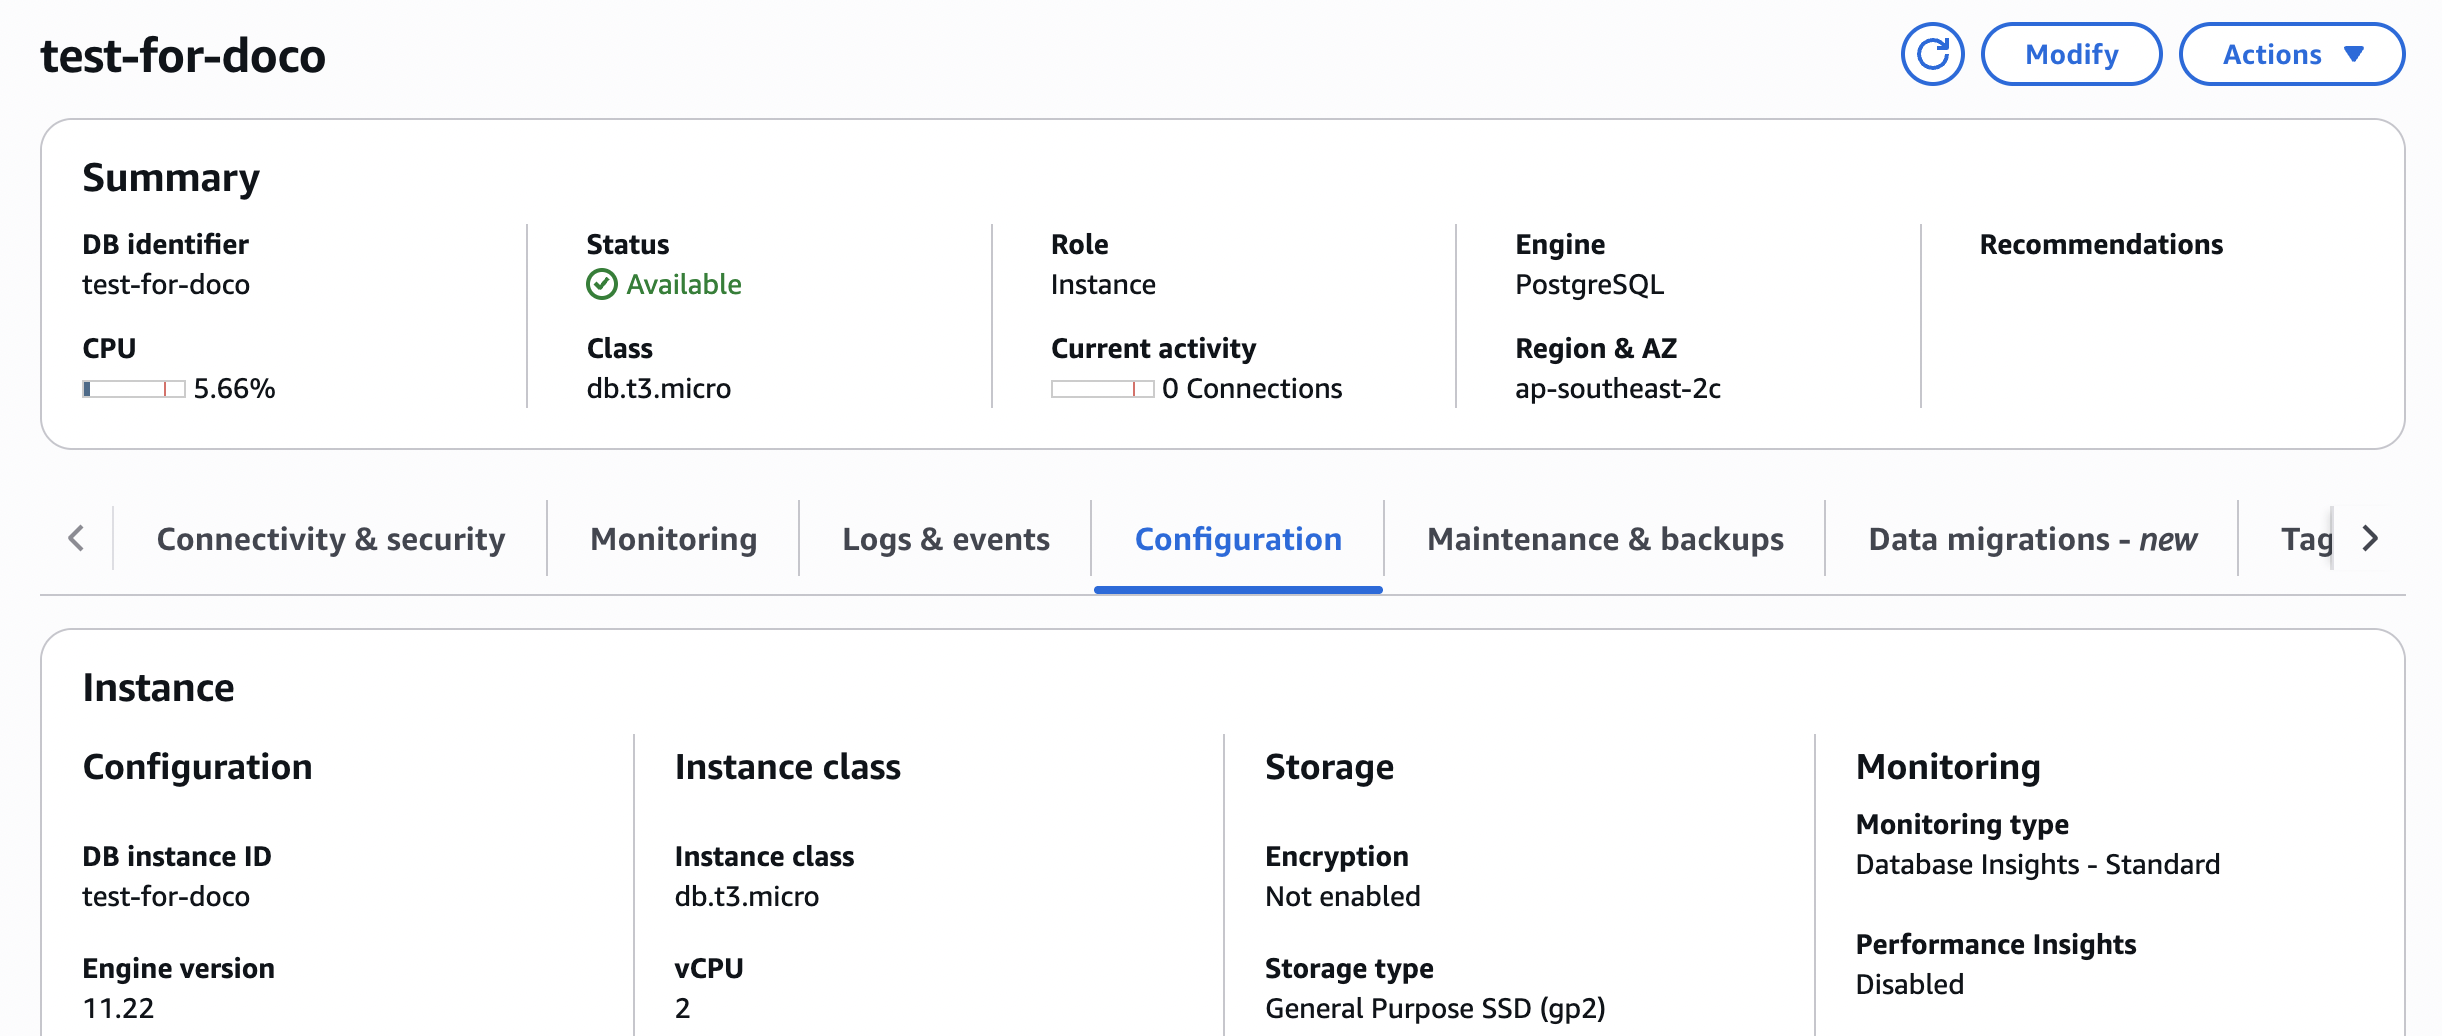 test-for-doco
Modify
Actions
Summary
DB identifier
test-for-doco
Status
Available
Role
Instance
Engine
PostgreSQL
Recommendations
CPU
5.66%
Class
db.t3.micro
Current activity
0 Connections
Region & AZ
ap-southeast-2c
Connectivity & security
Monitoring
Logs & events
Configuration
Maintenance & backups
Data migrations - new
Tag
Instance
Configuration
DB instance ID
test-for-doco
Engine version
11.22
Instance class
Instance class
db.t3.micro
vCPU
2
Storage
Encryption
Not enabled
Storage type
General Purpose SSD (gp2)
Monitoring
Monitoring type
Database Insights - Standard
Performance Insights
Disabled